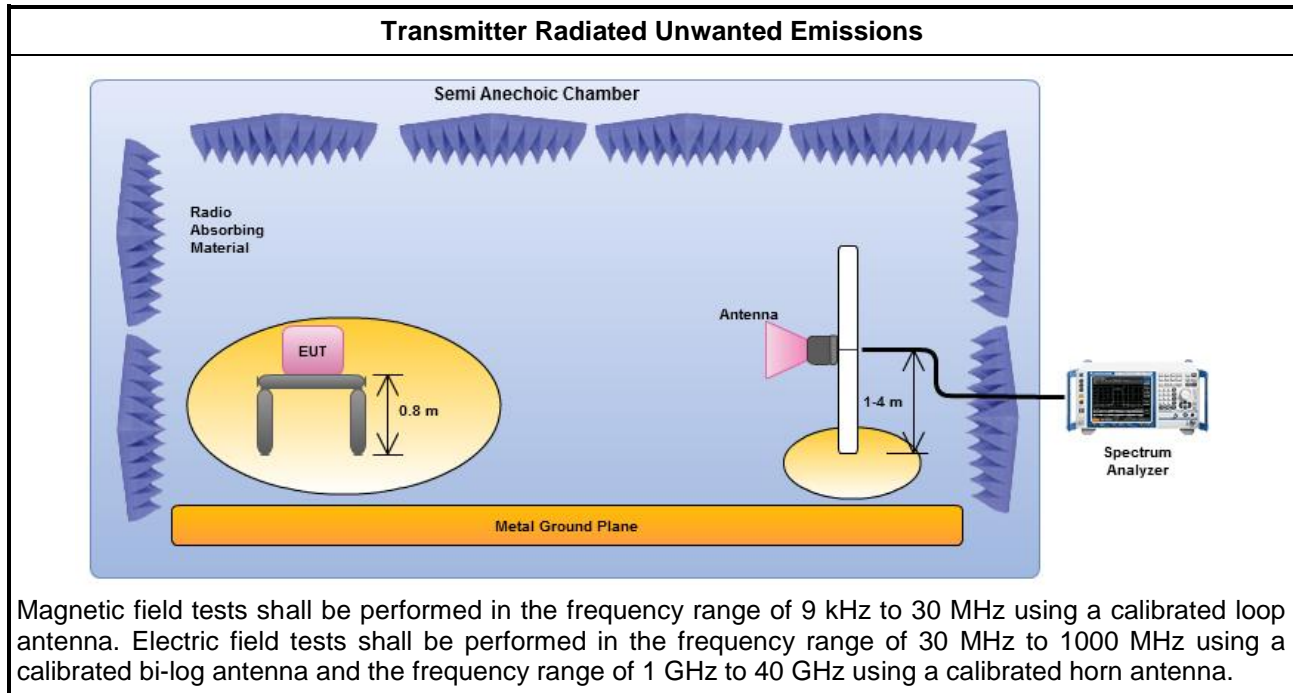 Transmitter Radiated Unwanted Emissions
Semi Anechoic Chamber
Radio
Absorbing
Material
Antenna
EUT
0.8 m
1-4 m
Spectrum
Analyzer
Metal Ground Plane
Magnetic field tests shall be performed in the frequency range of 9 kHz to 30 MHz using a calibrated loop
antenna. Electric field tests shall be performed in the frequency range of 30 MHz to 1000 MHz using a
calibrated bi-log antenna and the frequency range of 1 GHz to 40 GHz using a calibrated horn antenna.